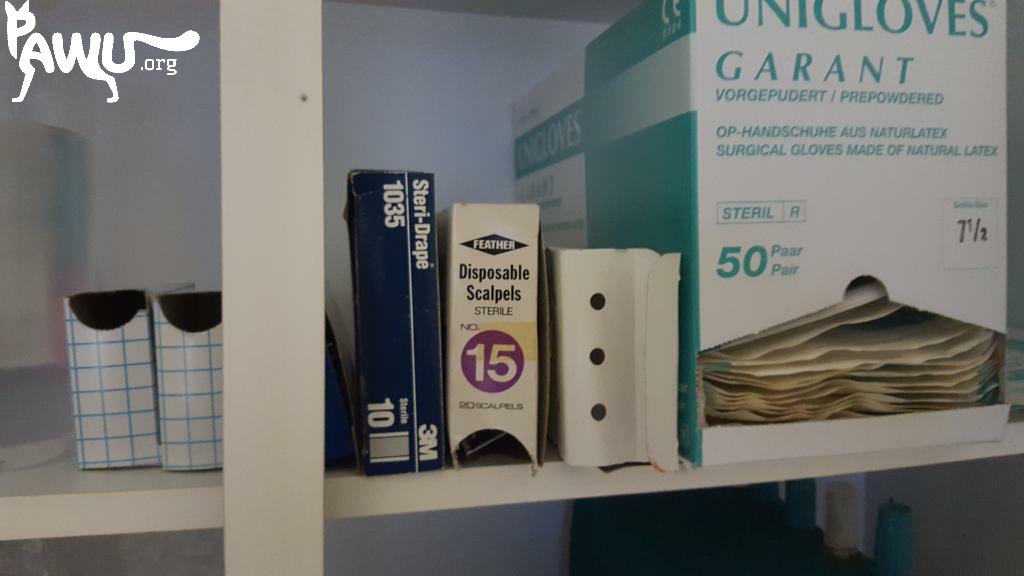 PAWU.org
Steri-Drape®
1035
Sterile
10
3M
FEATHER
Disposable
Scalpels
STERILE
NO.
15
20 SCALPELS
UNIGLOVES
GARANT
UNIGLOVES®
GARANT
VORGEPUDERT / PREPOWDERED
OP-HANDSCHUHE AUS NATURLATEX
SURGICAL GLOVES MADE OF NATURAL LATEX
STERIL R
7½
50 Paar
Pair